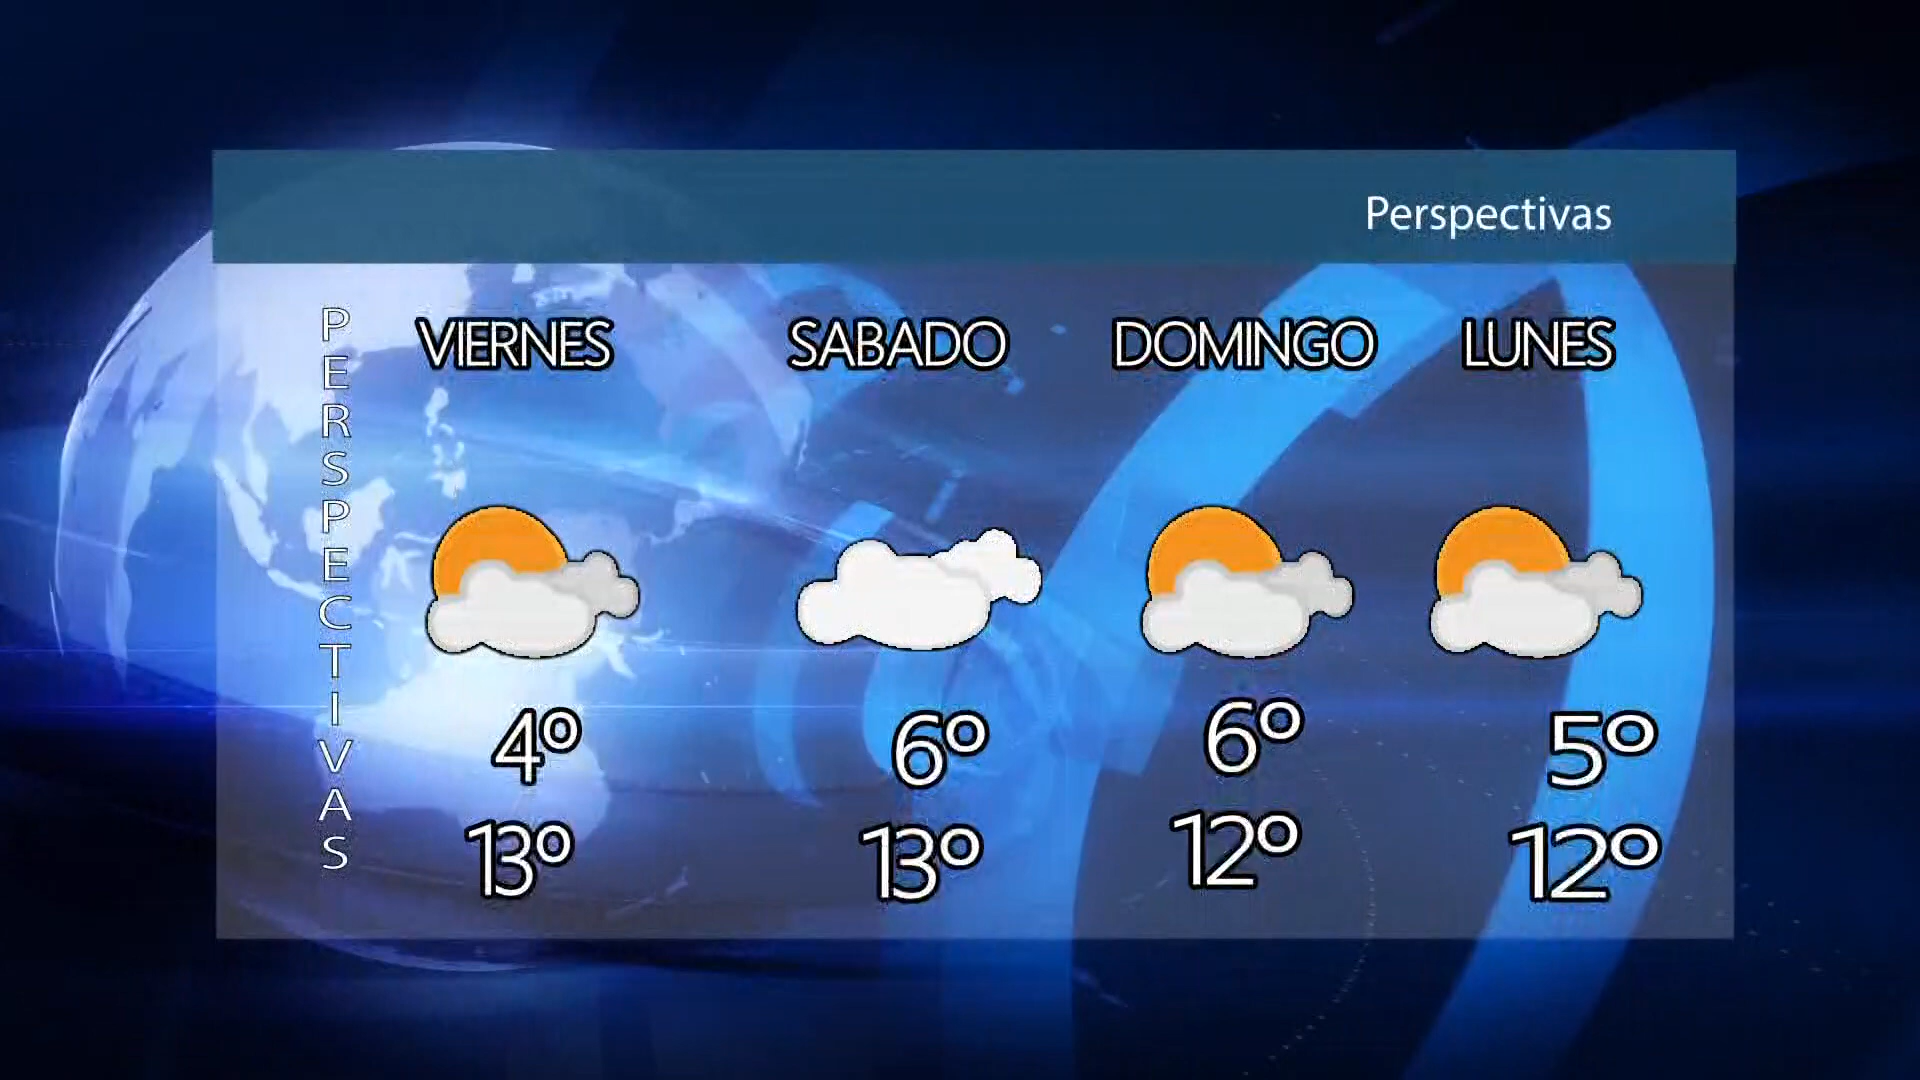 Perspectivas
PERSPECTIVAS
VIERNES SABADO DOMINGO LUNES
4º 6º 6º 5º
13º 13º 12º 12º